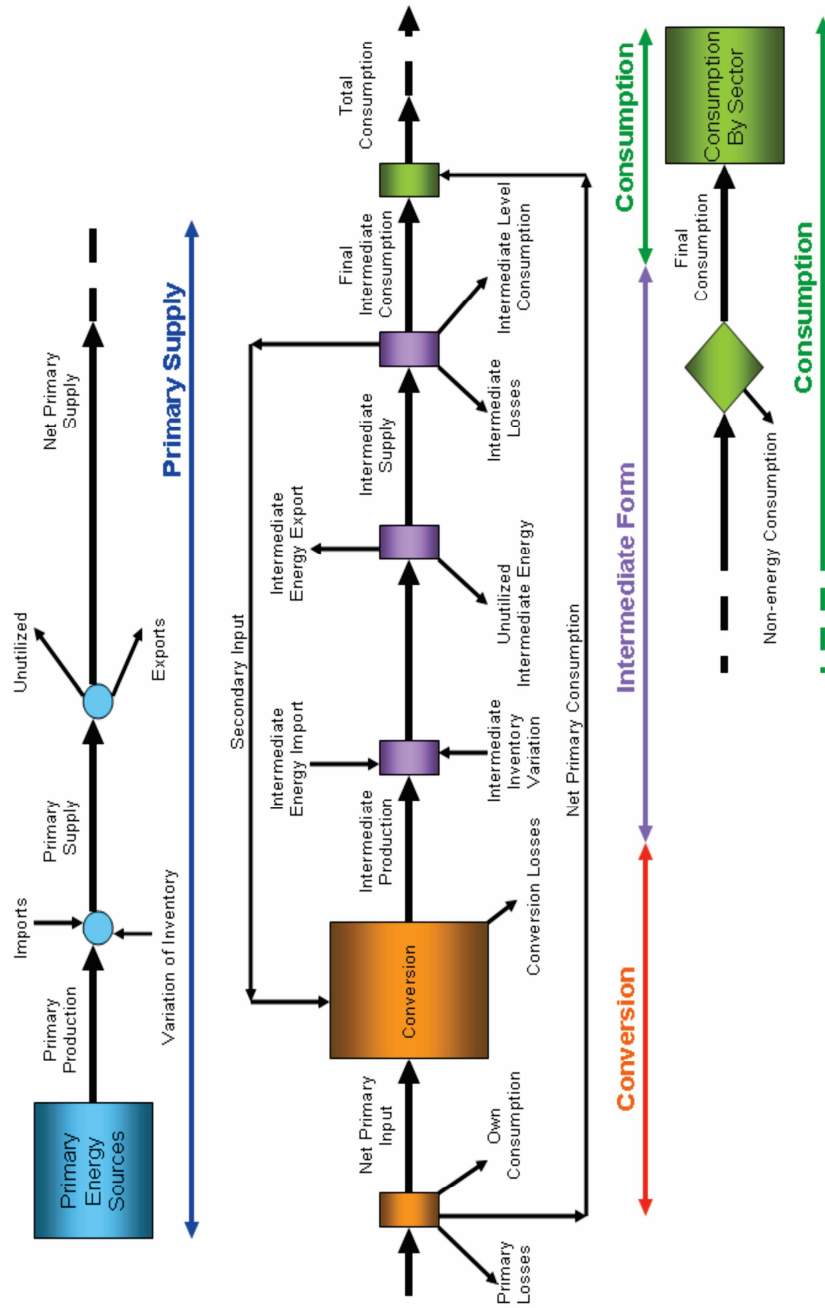 Primary
Energy
Sources
Primary
Production
Imports
Variation of Inventory
Primary
Supply
Unutilized
Exports
Net Primary
Supply
Primary Supply
Primary
Losses
Own
Consumption
Net Primary
Input
Conversion
Conversion Losses
Secondary Input
Intermediate
Production
Intermediate
Energy Import
Intermediate
Inventory
Variation
Intermediate
Energy Export
Unutilized
Intermediate Energy
Intermediate
Supply
Intermediate
Losses
Intermediate Level
Consumption
Final
Intermediate
Consumption
Total
Consumption
Net Primary Consumption
Conversion
Intermediate Form
Consumption
Non-energy Consumption
Final
Consumption
Consumption
By Sector
Consumption